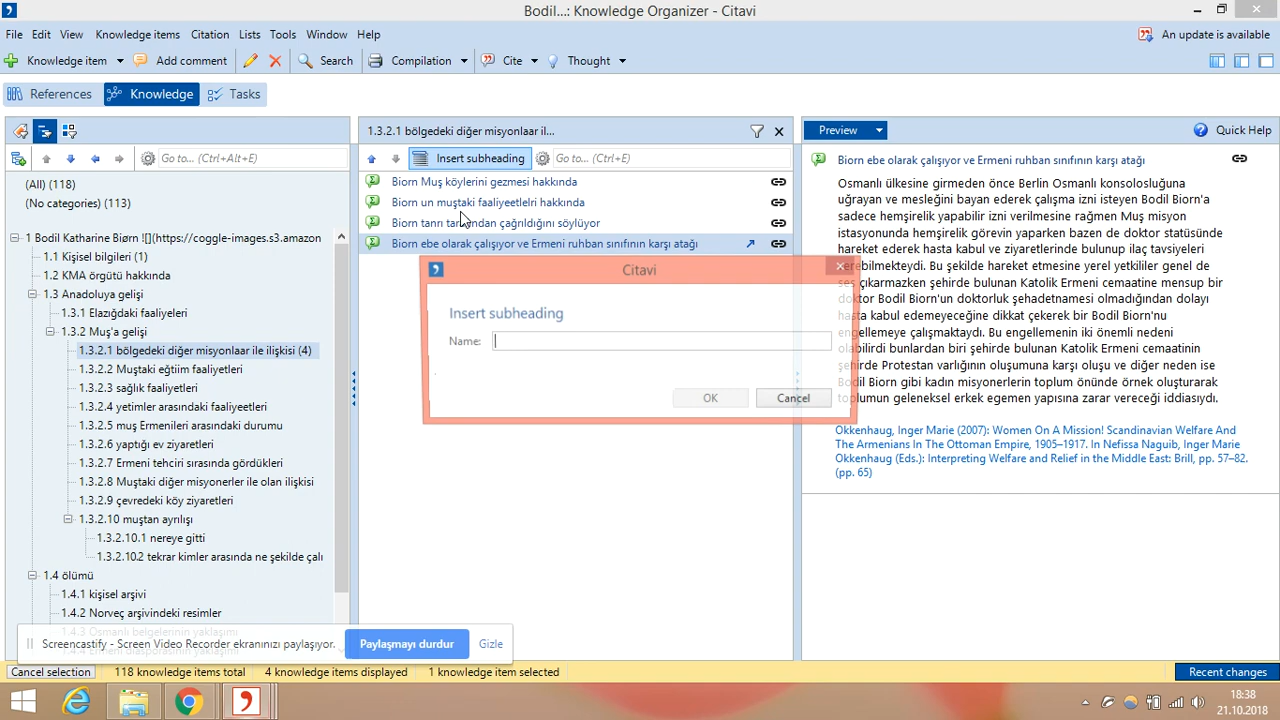 Bodil...: Knowledge Organizer - Citavi
File Edit View Knowledge items Citation Lists Tools Window Help
An update is available
Knowledge item Add comment Search Compilation Cite Thought
References Knowledge Tasks
1.3.2.1 bölgedeki diğer misyonlaar il...
Preview Quick Help
Go to... (Ctrl+Alt+E)
Insert subheading Go to... (Ctrl+E)
(All) (118)
(No categories) (113)
1 Bodil Katharine Biørn ![](https://coggle-images.s3.amazon
1.1 Kişisel bilgileri (1)
1.2 KMA örgütü hakkında
1.3 Anadoluya gelişi
1.3.1 Elazığdaki faaliyeleri
1.3.2 Muş'a gelişi
1.3.2.1 bölgedeki diğer misyonlaar ile ilişkisi (4)
1.3.2.2 Muştaki eğtiim faaliyetleri
1.3.2.3 sağlık faaliyetleri
1.3.2.4 yetimler arasındaki faaliyetleri
1.3.2.5 muş Ermenileri arasındaki durumu
1.3.2.6 yaptığı ev ziyaretleri
1.3.2.7 Ermeni tehciri sırasında gördükleri
1.3.2.8 Muştaki diğer misyonerler ile olan ilişkisi
1.3.2.9 çevredeki köy ziyaretleri
1.3.2.10 muştan ayrılışı
1.3.2.10.1 nereye gitti
1.3.2.10.2 tekrar kimler arasında ne şekilde çalı
1.4 ölümü
1.4.1 kişisel arşivi
1.4.2 Norveç arşivindeki resimler
1.4.3 Osmanlı belgelerinin yaklaşımı
Biorn Muş köylerini gezmesi hakkında
Biorn un muştaki faaliyeetlelri hakkında
Biorn tanrı tarafından çağrıldığını söylüyor
Biorn ebe olarak çalışıyor ve Ermeni ruhban sınıfının karşı atağı
Citavi
Insert subheading
Name:
OK Cancel
Biorn ebe olarak çalışıyor ve Ermeni ruhban sınıfının karşı atağı
Osmanlı ülkesine girmeden önce Berlin Osmanlı konsolosluğuna
uğrayan ve mesleğini bayan ederek çalışma izni isteyen Bodil Biorn'a
sadece hemşirelik yapabilir izni verilmesine rağmen Muş misyon
istasyonunda hemşirelik görevin yaparken bazen de doktor statüsünde
hareket ederek hasta kabul ve ziyaretlerinde bulunup ilaç tavsiyeleri
verebilmekteydi. Bu şekilde hareket etmesine yerel yetkililer genel de
ses çıkarmazken şehirde bulunan Katolik Ermeni cemaatine mensup bir
doktor Bodil Biorn'un doktorluk şehadetnamesi olmadığından dolayı
hasta kabul edemeyeceğine dikkat çekerek bir Bodil Biorn'nu
engellemeye çalışmaktaydı. Bu engellemenin iki önemli nedeni
olabilirdi bunlardan biri şehirde bulunan Katolik Ermeni cemaatinin
şehirde Protestan varlığının oluşumuna karşı oluşu ve diğer neden ise
Bodil Biorn gibi kadın misyonerlerin toplum önünde örnek oluşturarak
toplumun geleneksel erkek egemen yapısına zarar vereceği iddiasıydı.
Okkenhaug, Inger Marie (2007): Women On A Mission! Scandinavian Welfare And
The Armenians In The Ottoman Empire, 1905–1917. In Nefissa Naguib, Inger Marie
Okkenhaug (Eds.): Interpreting Welfare and Relief in the Middle East: Brill, pp. 57–82.
(pp. 65)
Screencastify - Screen Video Recorder ekranınızı paylaşıyor. Paylaşmayı durdur Gizle
Cancel selection 118 knowledge items total 4 knowledge items displayed 1 knowledge item selected Recent changes
18:38
21.10.2018